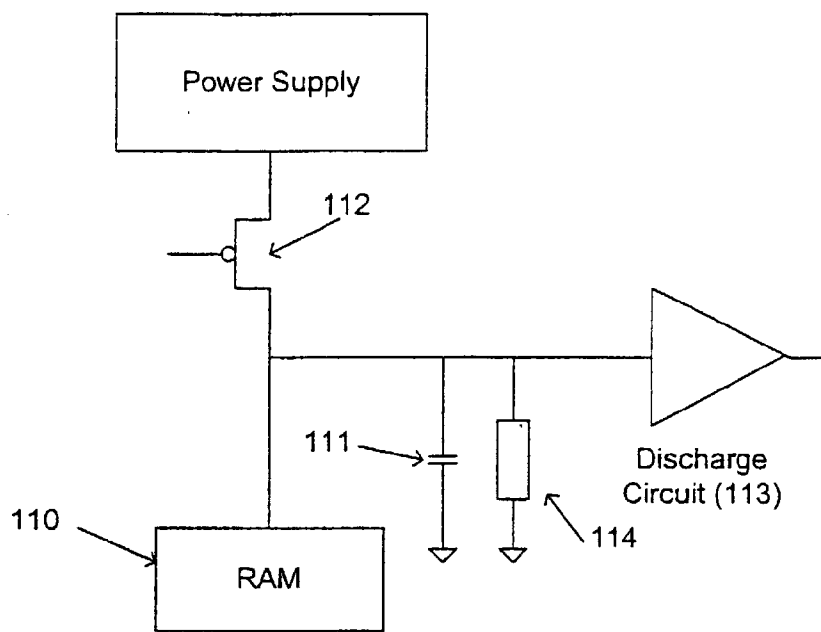 Power Supply
112
111
Discharge
Circuit (113)
114
110
RAM